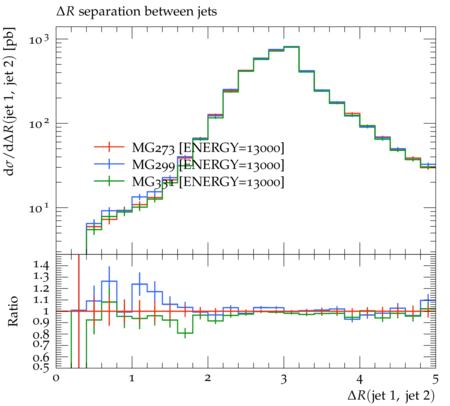 ΔR separation between jets
dσ/dΔR(jet 1, jet 2) [pb]
10³
10²
10¹
MG273 [ENERGY=13000]
MG299 [ENERGY=13000]
MG331 [ENERGY=13000]
Ratio
1.4
1.3
1.2
1.1
1
0.9
0.8
0.7
0.6
0.5
0 1 2 3 4 5
ΔR(jet 1, jet 2)